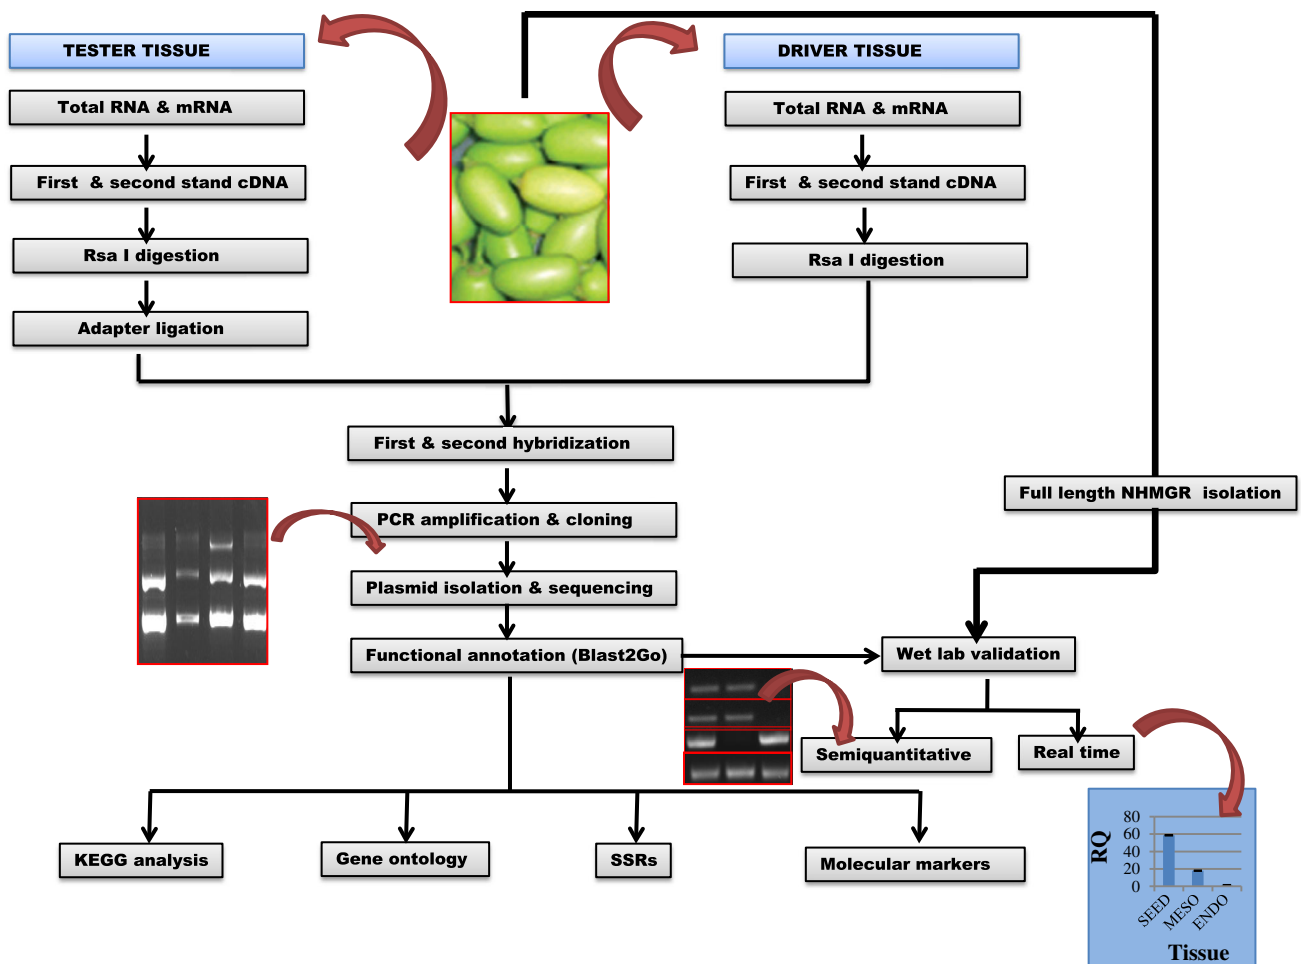 TESTER TISSUE
DRIVER TISSUE
Total RNA & mRNA
Total RNA & mRNA
First & second stand cDNA
First & second stand cDNA
Rsa I digestion
Rsa I digestion
Adapter ligation
First & second hybridization
PCR amplification & cloning
Full length NHMGR isolation
Plasmid isolation & sequencing
Functional annotation (Blast2Go)
Wet lab validation
Semiquantitative
Real time
KEGG analysis
Gene ontology
SSRs
Molecular markers
80
60
40
20
0
RQ
SEED
MESO
ENDO
Tissue